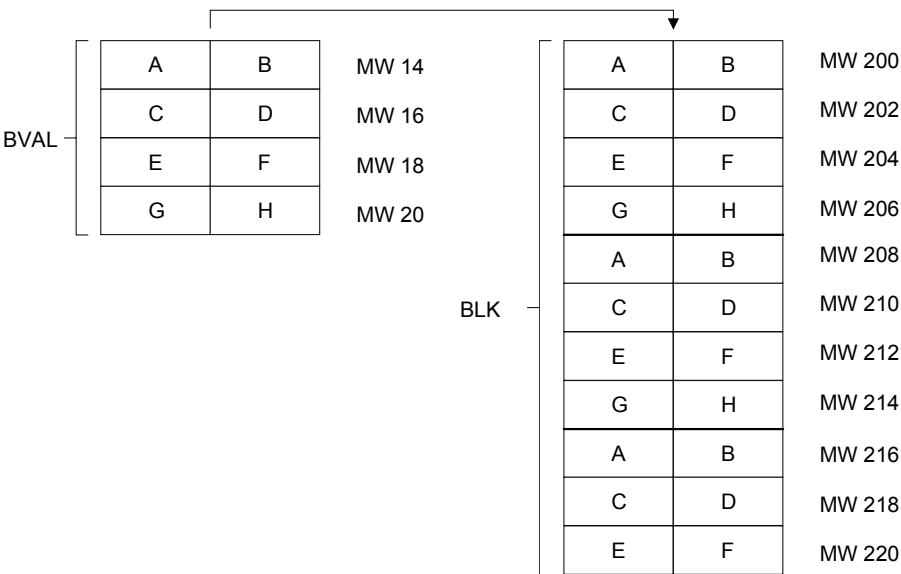 A B MW 14
C D MW 16
E F MW 18
G H MW 20
BVAL
A B MW 200
C D MW 202
E F MW 204
G H MW 206
A B MW 208
C D MW 210
E F MW 212
G H MW 214
A B MW 216
C D MW 218
E F MW 220
BLK